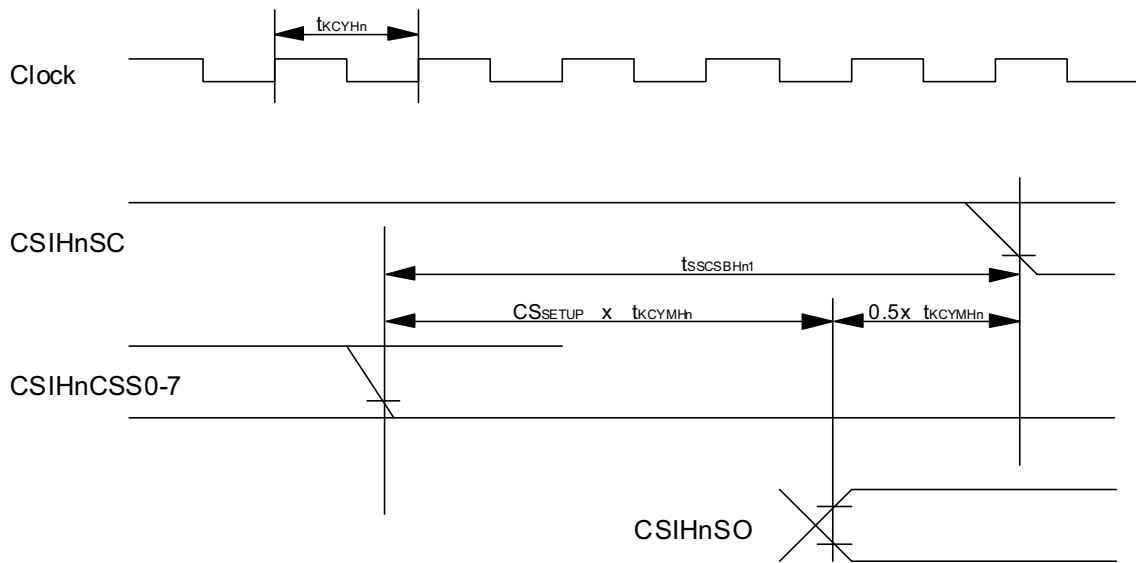 tKCYHn
Clock
CSIHnSC
tSSCSBHn1
CSSETUP x tKCYMHn
0.5x tKCYMHn
CSIHnCSS0-7
CSIHnSO